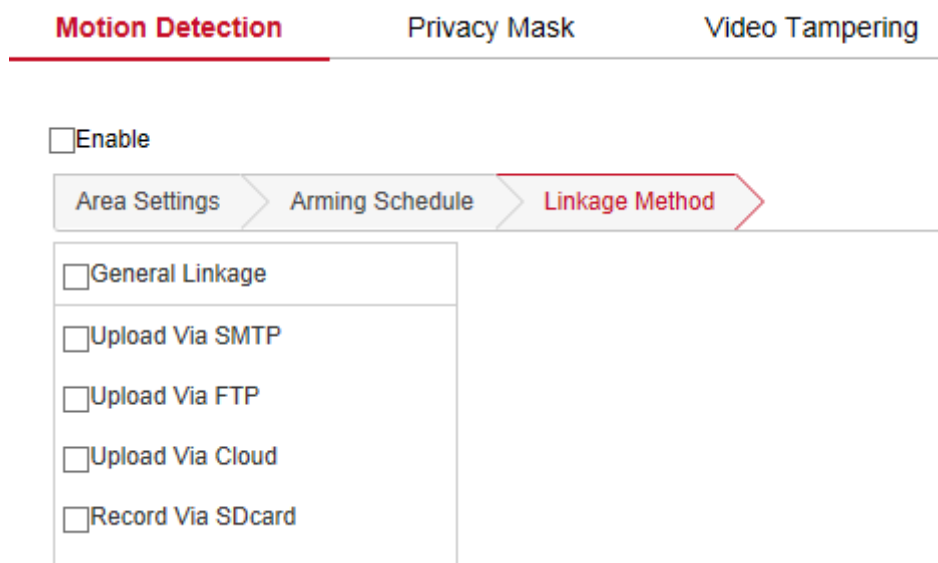 Motion Detection Privacy Mask Video Tampering
Enable
Area Settings Arming Schedule Linkage Method
General Linkage
Upload Via SMTP
Upload Via FTP
Upload Via Cloud
Record Via SDcard